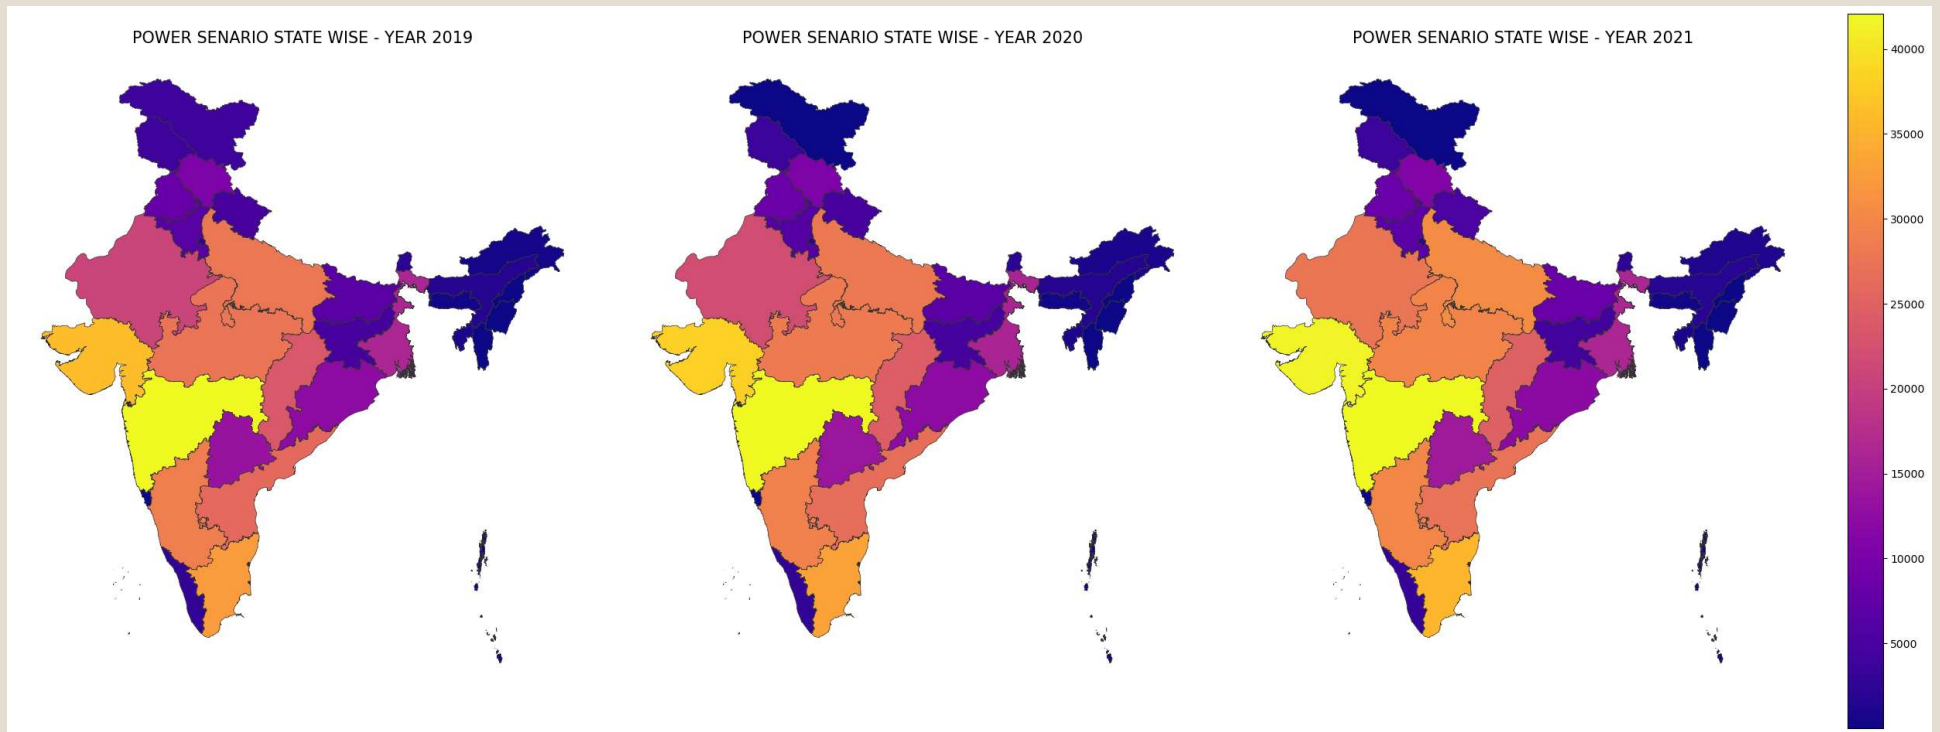 POWER SENARIO STATE WISE - YEAR 2019
POWER SENARIO STATE WISE - YEAR 2020
POWER SENARIO STATE WISE - YEAR 2021
40000
35000
30000
25000
20000
15000
10000
5000